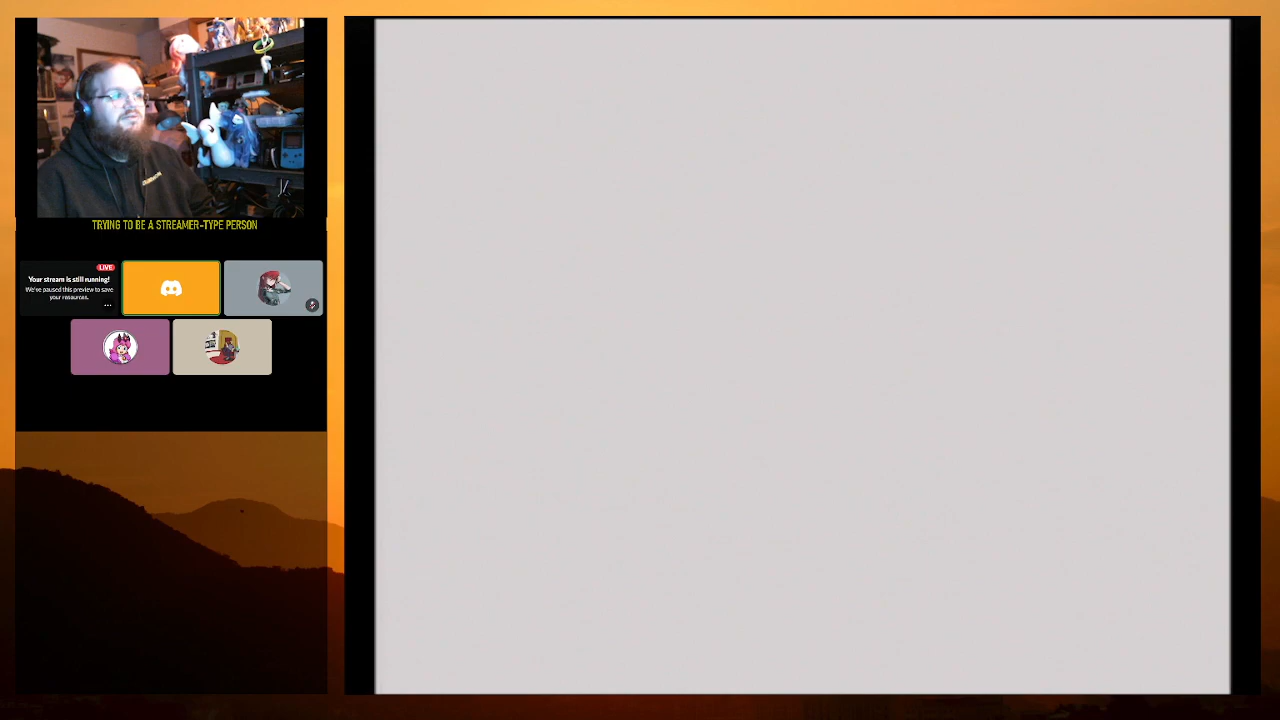 TRYING TO BE A STREAMER-TYPE PERSON
LIVE
Your stream is still running!
We've paused this preview to save
your resources.